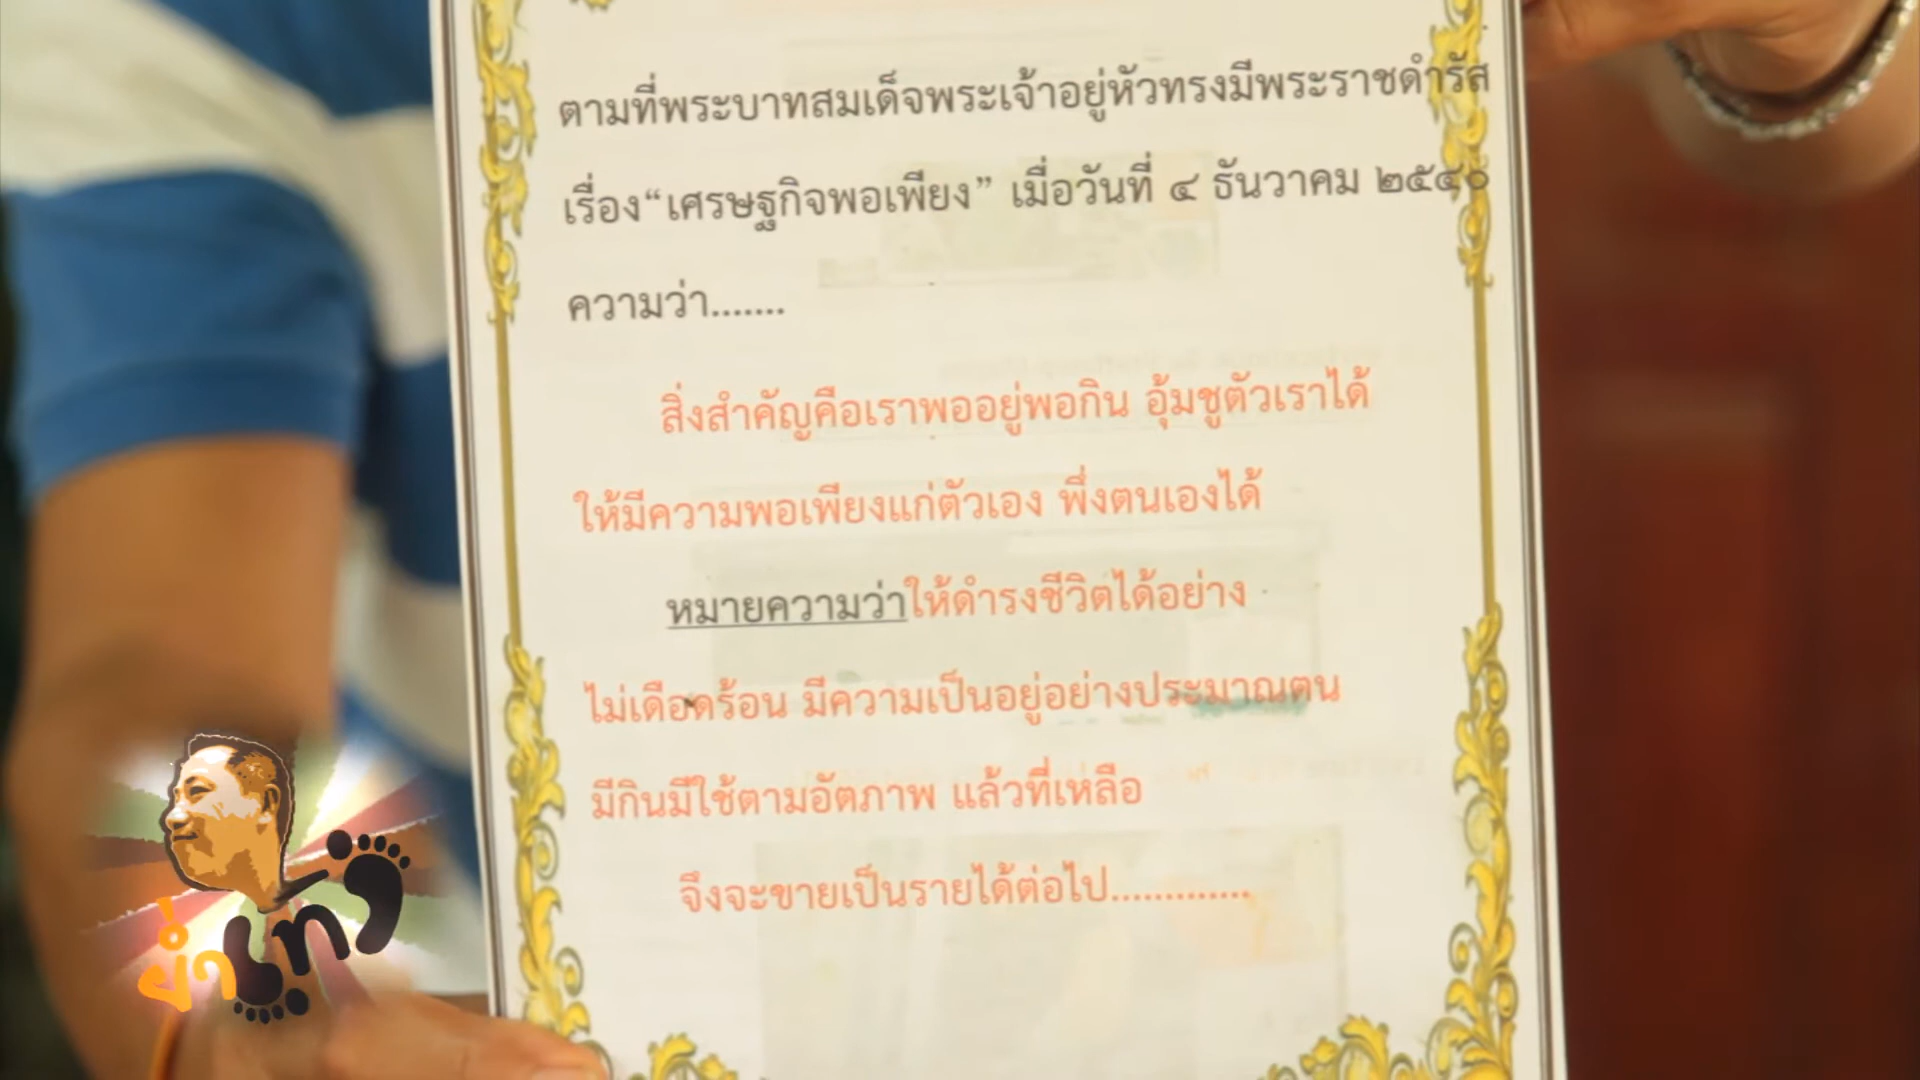 ตามที่พระบาทสมเด็จพระเจ้าอยู่หัวทรงมีพระราชดำรัส
เรื่อง“เศรษฐกิจพอเพียง” เมื่อวันที่ ๔ ธันวาคม ๒๕๔๐
ความว่า.......
สิ่งสำคัญคือเราพออยู่พอกิน อุ้มชูตัวเราได้
ให้มีความพอเพียงแก่ตัวเอง พึ่งตนเองได้
หมายความว่าให้ดำรงชีวิตได้อย่าง
ไม่เดือดร้อน มีความเป็นอยู่อย่างประมาณตน
มีกินมีใช้ตามอัตภาพ แล้วที่เหลือ
จึงจะขายเป็นรายได้ต่อไป.............
ย่ำเท้า